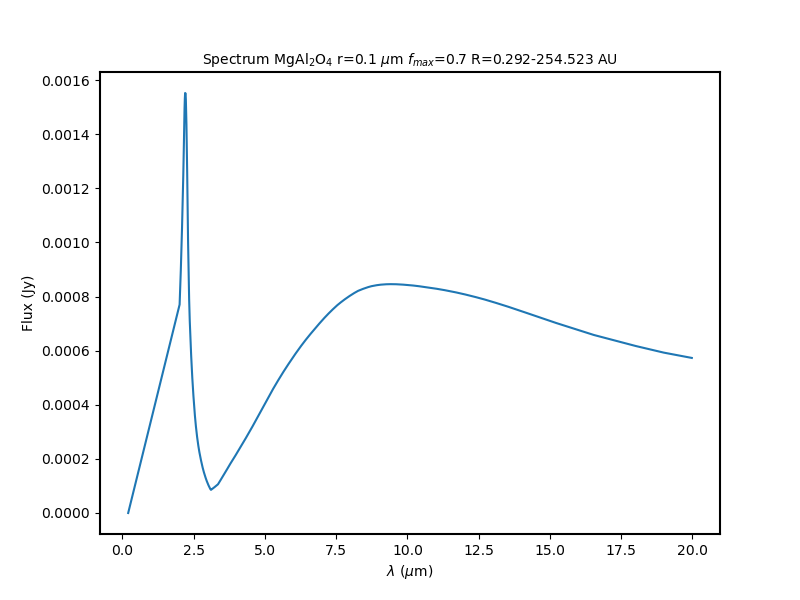 Spectrum MgAl₂O₄ r=0.1 μm f_max=0.7 R=0.292-254.523 AU
0.0016
0.0014
0.0012
0.0010
0.0008
0.0006
0.0004
0.0002
0.0000
Flux (Jy)
0.0 2.5 5.0 7.5 10.0 12.5 15.0 17.5 20.0
λ (μm)